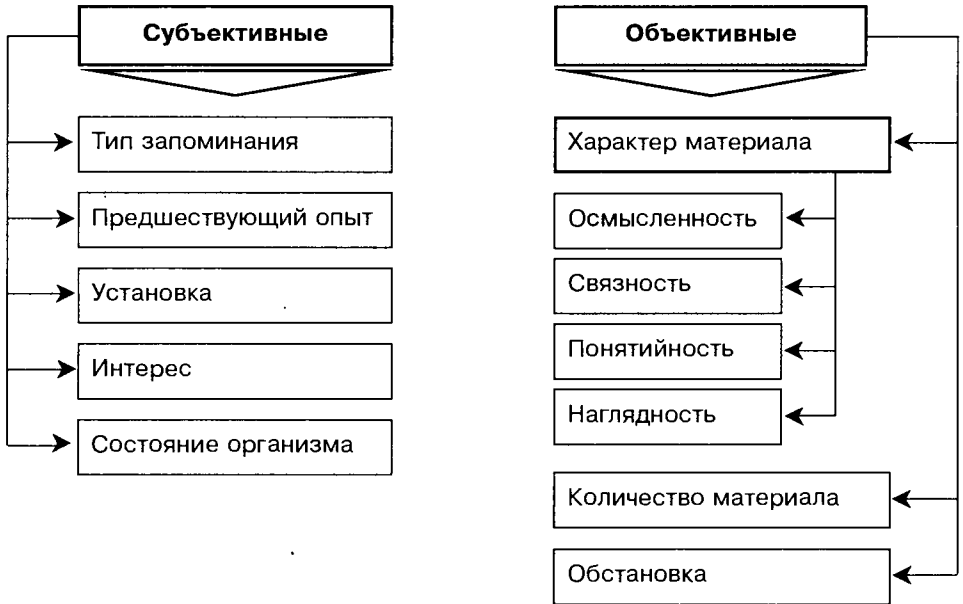 Субъективные
Тип запоминания
Предшествующий опыт
Установка
Интерес
Состояние организма
Объективные
Характер материала
Осмысленность
Связность
Понятийность
Наглядность
Количество материала
Обстановка